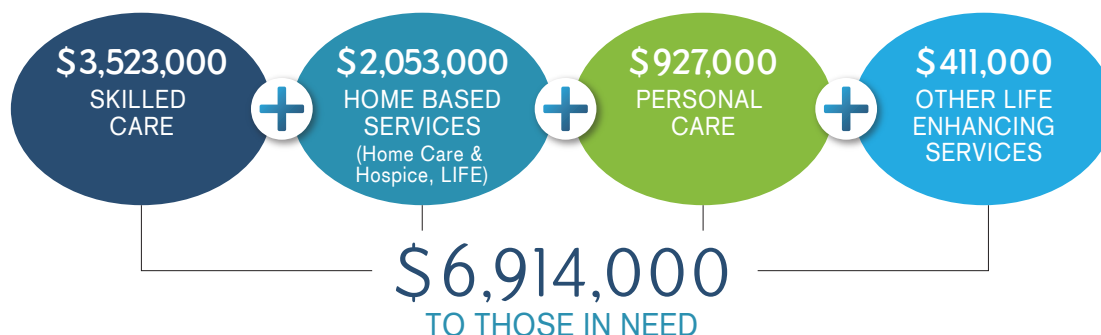 $3,523,000
SKILLED
CARE
$2,053,000
HOME BASED
SERVICES
(Home Care &
Hospice, LIFE)
$927,000
PERSONAL
CARE
$411,000
OTHER LIFE
ENHANCING
SERVICES
$6,914,000
TO THOSE IN NEED